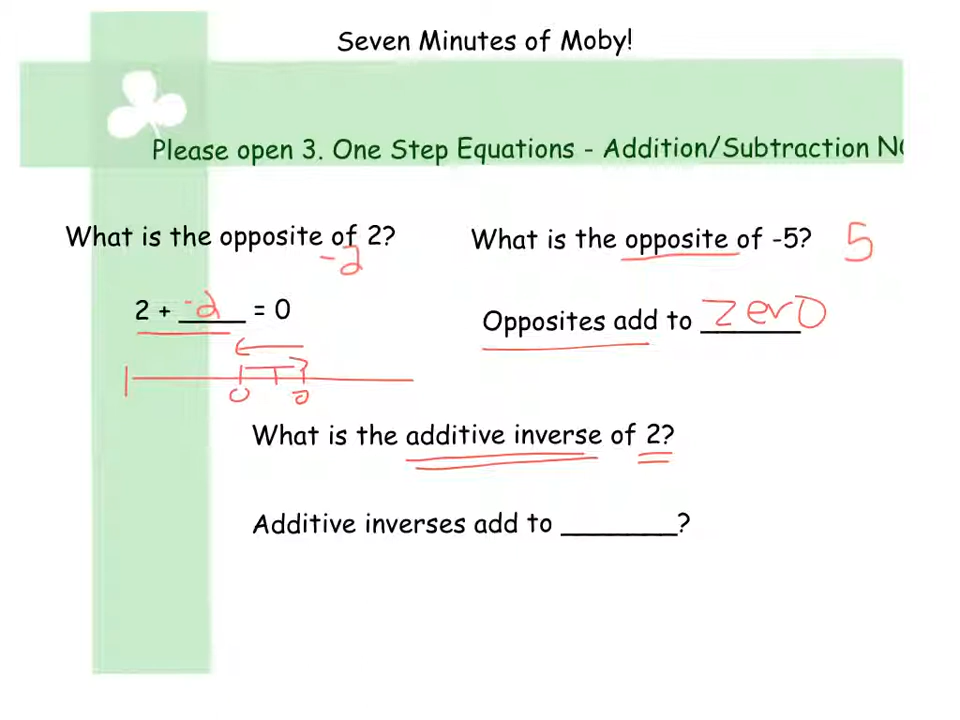 Seven Minutes of Moby!
Please open 3. One Step Equations - Addition/Subtraction
What is the opposite of 2?
-2
2 + -2 = 0
0 2
What is the opposite of -5? 5
Opposites add to zero
What is the additive inverse of 2?
Additive inverses add to ________?